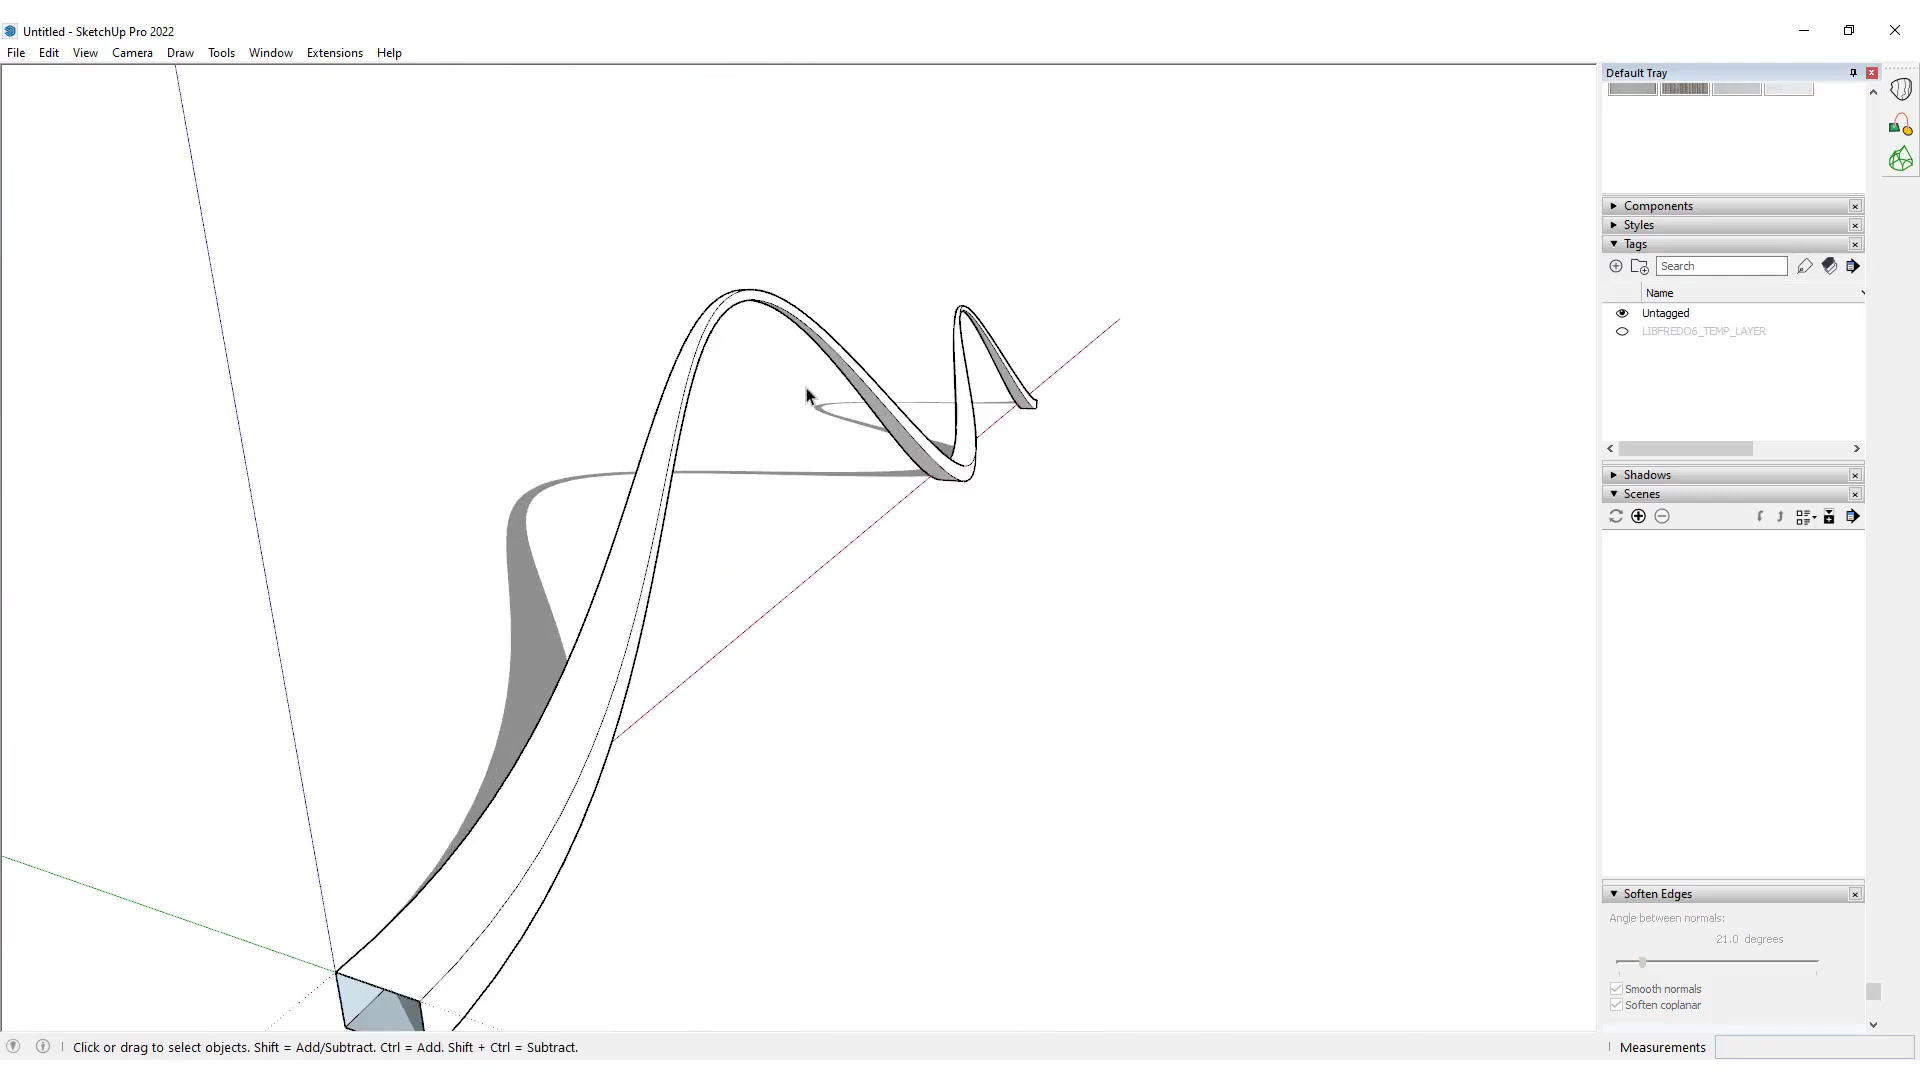 Untitled - SketchUp Pro 2022
File Edit View Camera Draw Tools Window Extensions Help
Default Tray
Components
Styles
Tags
Search
Name
Untagged
LIBFREDO6_TEMP_LAYER
Shadows
Scenes
Soften Edges
Angle between normals:
21.0 degrees
Smooth normals
Soften coplanar
Click or drag to select objects. Shift = Add/Subtract. Ctrl = Add. Shift + Ctrl = Subtract.
Measurements